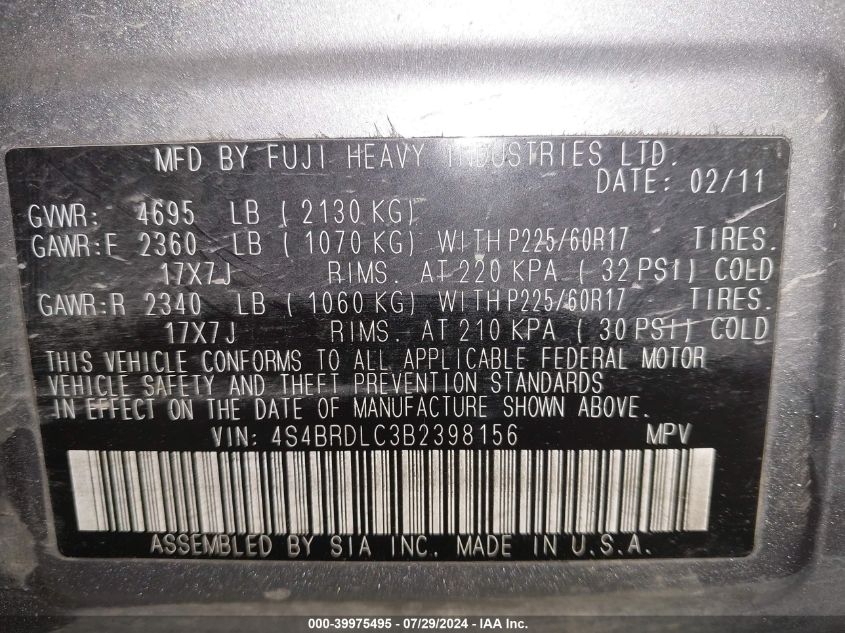 MFD BY FUJI HEAVY INDUSTRIES LTD.
DATE: 02/11
GVWR: 4695 LB ( 2130 KG)
GAWR:F 2360 LB ( 1070 KG) WITH P225/60R17 TIRES.
17X7J RIMS. AT 220 KPA ( 32 PSI) COLD
GAWR:R 2340 LB ( 1060 KG) WITH P225/60R17 TIRES.
17X7J RIMS. AT 210 KPA ( 30 PSI) COLD
THIS VEHICLE CONFORMS TO ALL APPLICABLE FEDERAL MOTOR
VEHICLE SAFETY AND THEFT PREVENTION STANDARDS
IN EFFECT ON THE DATE OF MANUFACTURE SHOWN ABOVE.
VIN: 4S4BRDLC3B2398156 MPV
ASSEMBLED BY SIA INC. MADE IN U.S.A.
000-39975495 - 07/29/2024 - IAA Inc.